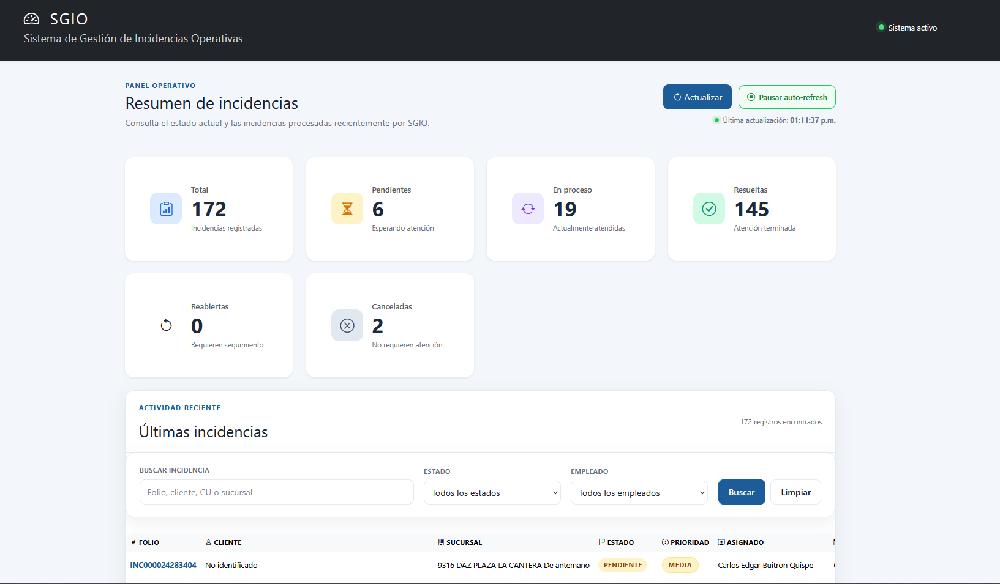 SGIO
Sistema de Gestión de Incidencias Operativas
Sistema activo
PANEL OPERATIVO
Resumen de incidencias
Consulta el estado actual y las incidencias procesadas recientemente por SGIO.
Actualizar
Pausar auto-refresh
Última actualización: 01:11:37 p.m.
Total
172
Incidencias registradas
Pendientes
6
Esperando atención
En proceso
19
Actualmente atendidas
Resueltas
145
Atención terminada
Reabiertas
0
Requieren seguimiento
Canceladas
2
No requieren atención
ACTIVIDAD RECIENTE
Últimas incidencias
172 registros encontrados
BUSCAR INCIDENCIA
Folio, cliente, CU o sucursal
ESTADO
Todos los estados
EMPLEADO
Todos los empleados
Buscar
Limpiar
# FOLIO CLIENTE SUCURSAL ESTADO PRIORIDAD ASIGNADO
INC000024283404 No identificado 9316 DAZ PLAZA LA CANTERA De antemano PENDIENTE MEDIA Carlos Edgar Buitron Quispe